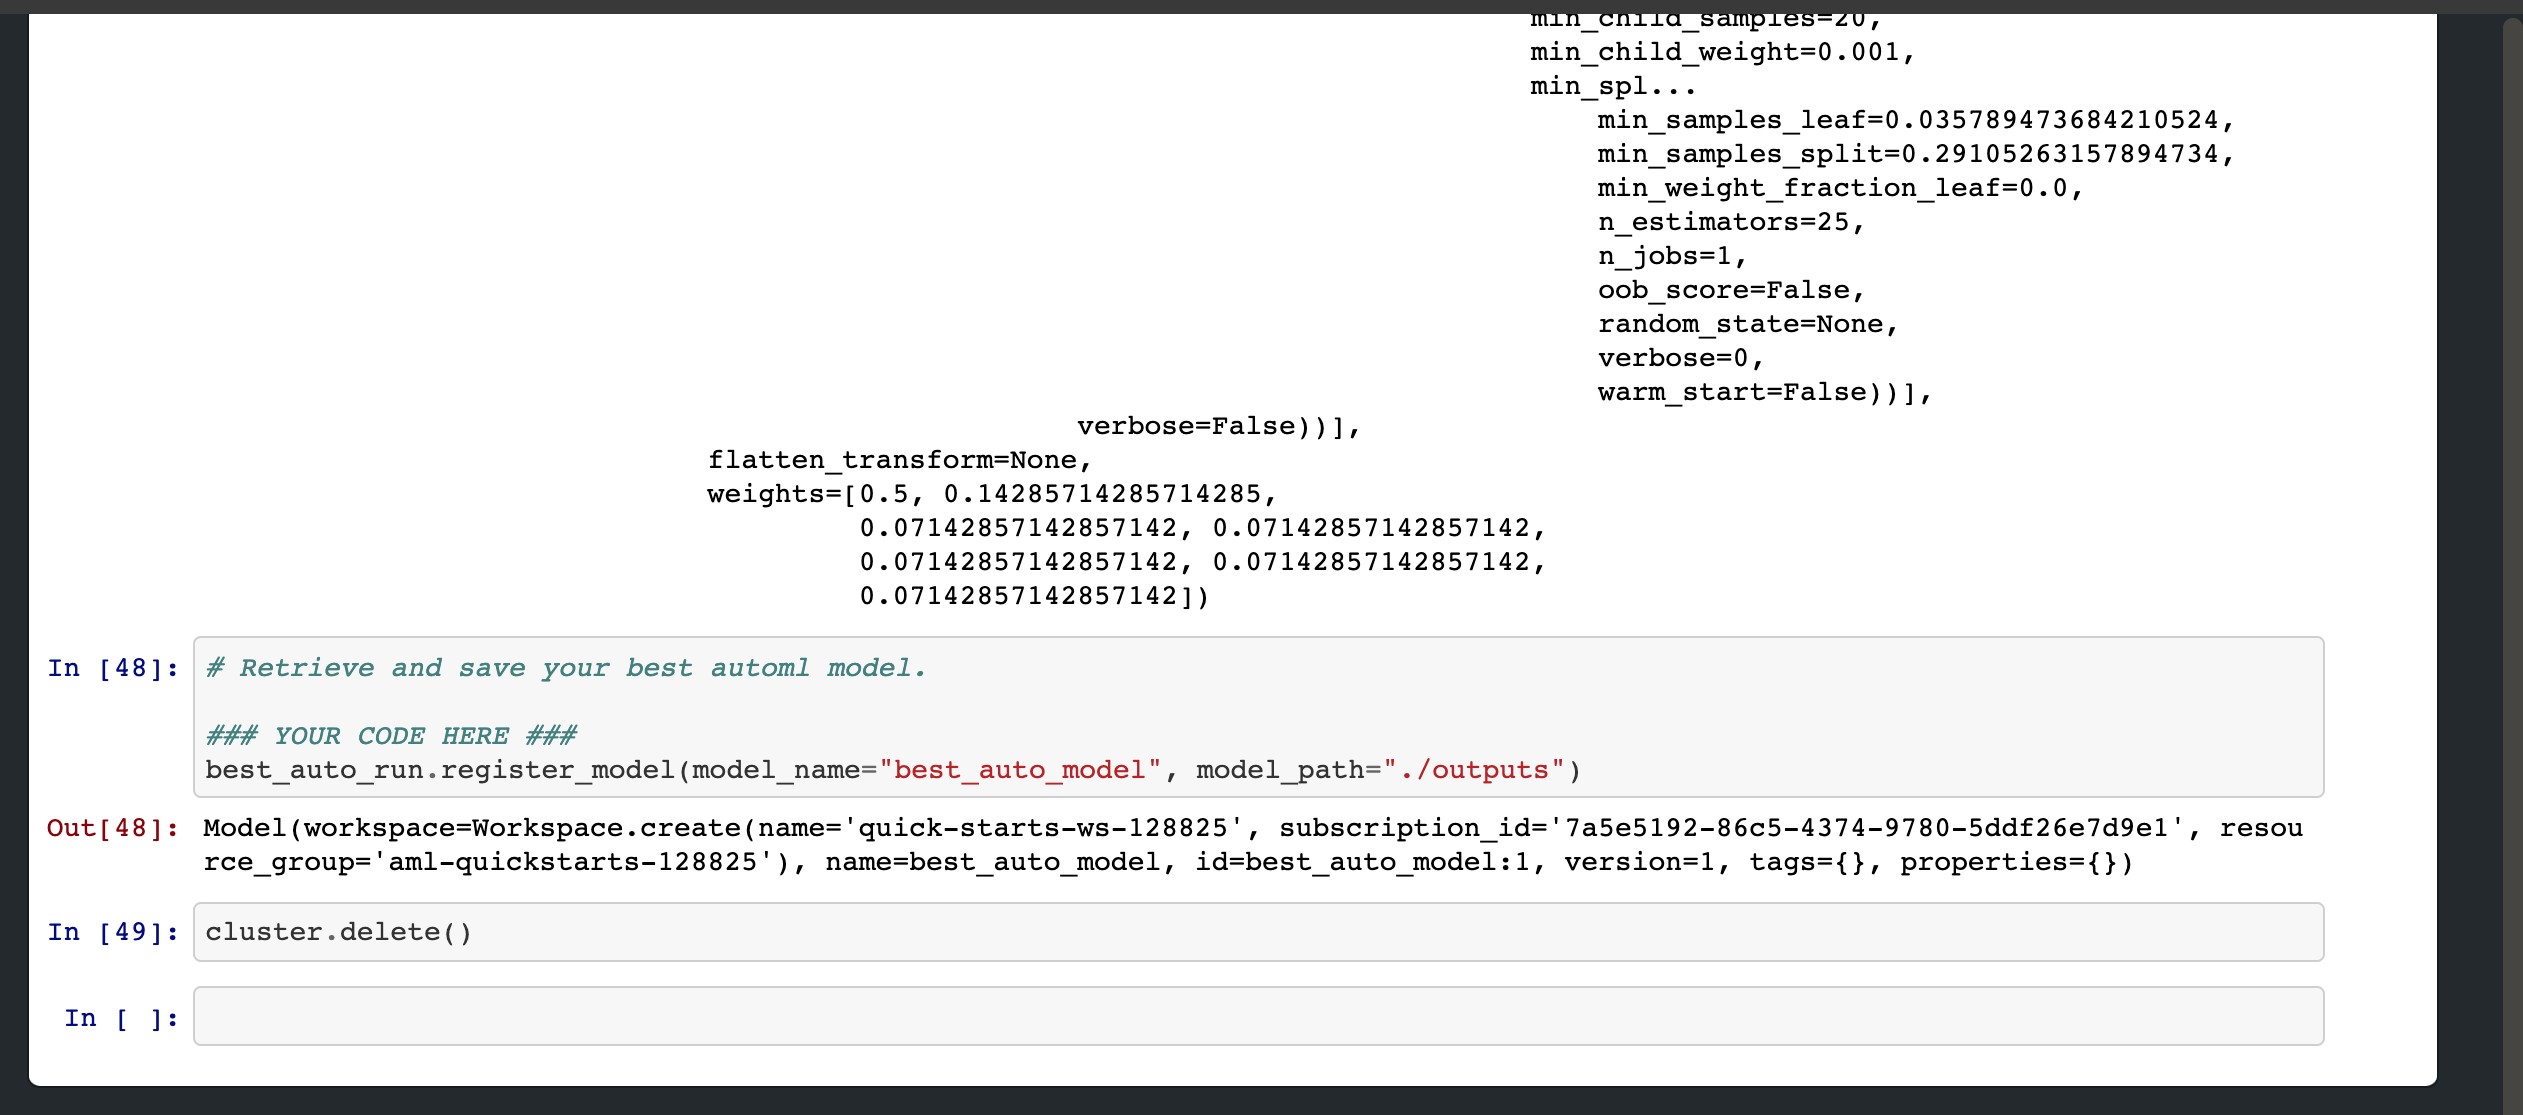 min_child_samples=20,
min_child_weight=0.001,
min_spl...
min_samples_leaf=0.035789473684210524,
min_samples_split=0.29105263157894734,
min_weight_fraction_leaf=0.0,
n_estimators=25,
n_jobs=1,
oob_score=False,
random_state=None,
verbose=0,
warm_start=False))],
verbose=False))],
flatten_transform=None,
weights=[0.5, 0.14285714285714285,
0.07142857142857142, 0.07142857142857142,
0.07142857142857142, 0.07142857142857142,
0.07142857142857142])
In [48]: # Retrieve and save your best automl model.
### YOUR CODE HERE ###
best_auto_run.register_model(model_name="best_auto_model", model_path="./outputs")
Out[48]: Model(workspace=Workspace.create(name='quick-starts-ws-128825', subscription_id='7a5e5192-86c5-4374-9780-5ddf26e7d9e1', resou
rce_group='aml-quickstarts-128825'), name=best_auto_model, id=best_auto_model:1, version=1, tags={}, properties={})
In [49]: cluster.delete()
In [ ]: